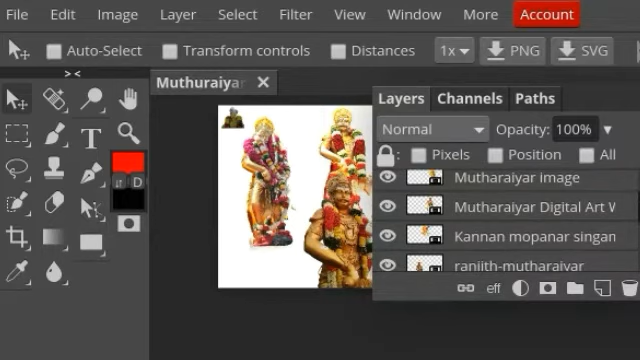 File Edit Image Layer Select Filter View Window More Account
Auto-Select Transform controls Distances 1x PNG SVG
> <
Muthuraiyar
Layers Channels Paths
Normal Opacity: 100%
Pixels Position All
Mutharaiyar image
Mutharaiyar Digital Art
Kannan mopanar singan
ranjith-mutharaiyar
T
D
eff